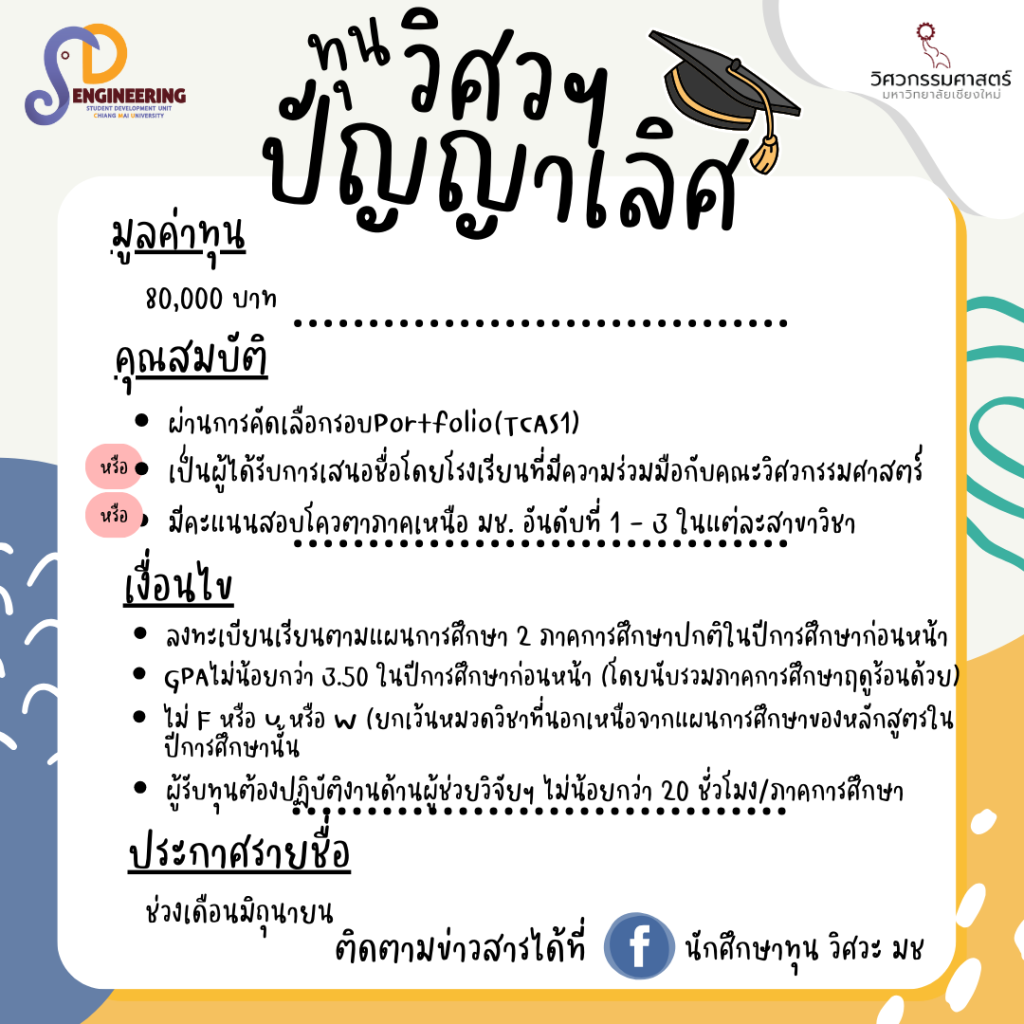 SD
ENGINEERING
STUDENT DEVELOPMENT UNIT
CHIANG MAI UNIVERSITY
วิศวกรรมศาสตร์
มหาวิทยาลัยเชียงใหม่
ทุนวิศวฯ
ปัญญาเลิศ
มูลค่าทุน
80,000 บาท
คุณสมบัติ
• ผ่านการคัดเลือกรอบPortfolio(TCAS1)
หรือ • เป็นผู้ได้รับการเสนอชื่อโดยโรงเรียนที่มีความร่วมมือกับคณะวิศวกรรมศาสตร์
หรือ • มีคะแนนสอบโควตาภาคเหนือ มช. อันดับที่ 1 - 3 ในแต่ละสาขาวิชา
เงื่อนไข
• ลงทะเบียนเรียนตามแผนการศึกษา 2 ภาคการศึกษาปกติในปีการศึกษาก่อนหน้า
• GPAไม่น้อยกว่า 3.50 ในปีการศึกษาก่อนหน้า (โดยนับรวมภาคการศึกษาฤดูร้อนด้วย)
• ไม่ F หรือ U หรือ W (ยกเว้นหมวดวิชาที่นอกเหนือจากแผนการศึกษาของหลักสูตรใน
ปีการศึกษานั้น
• ผู้รับทุนต้องปฏิบัติงานด้านผู้ช่วยวิจัยฯ ไม่น้อยกว่า 20 ชั่วโมง/ภาคการศึกษา
ประกาศรายชื่อ
ช่วงเดือนมิถุนายน
ติดตามข่าวสารได้ที่ f นักศึกษาทุน วิศวะ มช